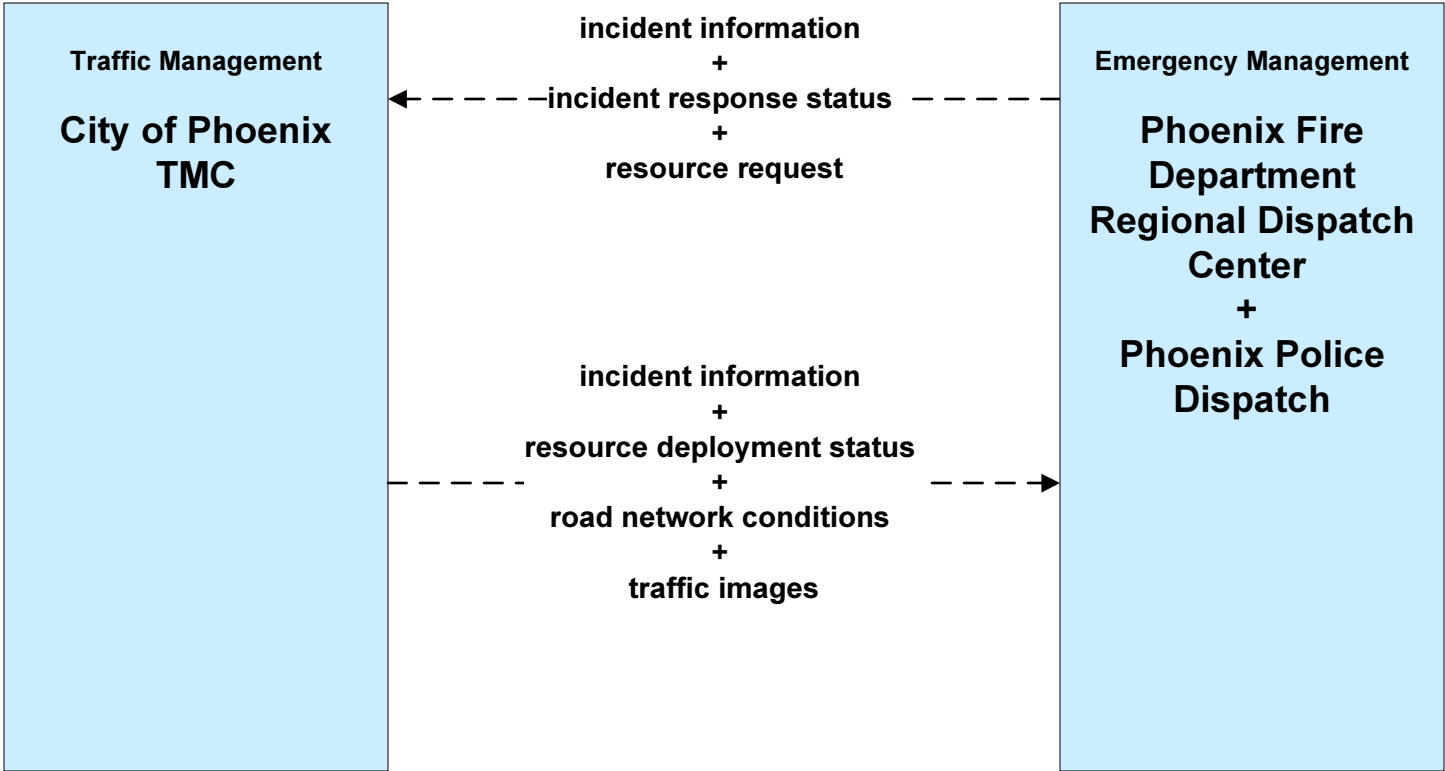 Traffic Management
City of Phoenix
TMC
incident information
+
incident response status
+
resource request
incident information
+
resource deployment status
+
road network conditions
+
traffic images
Emergency Management
Phoenix Fire
Department
Regional Dispatch
Center
+
Phoenix Police
Dispatch